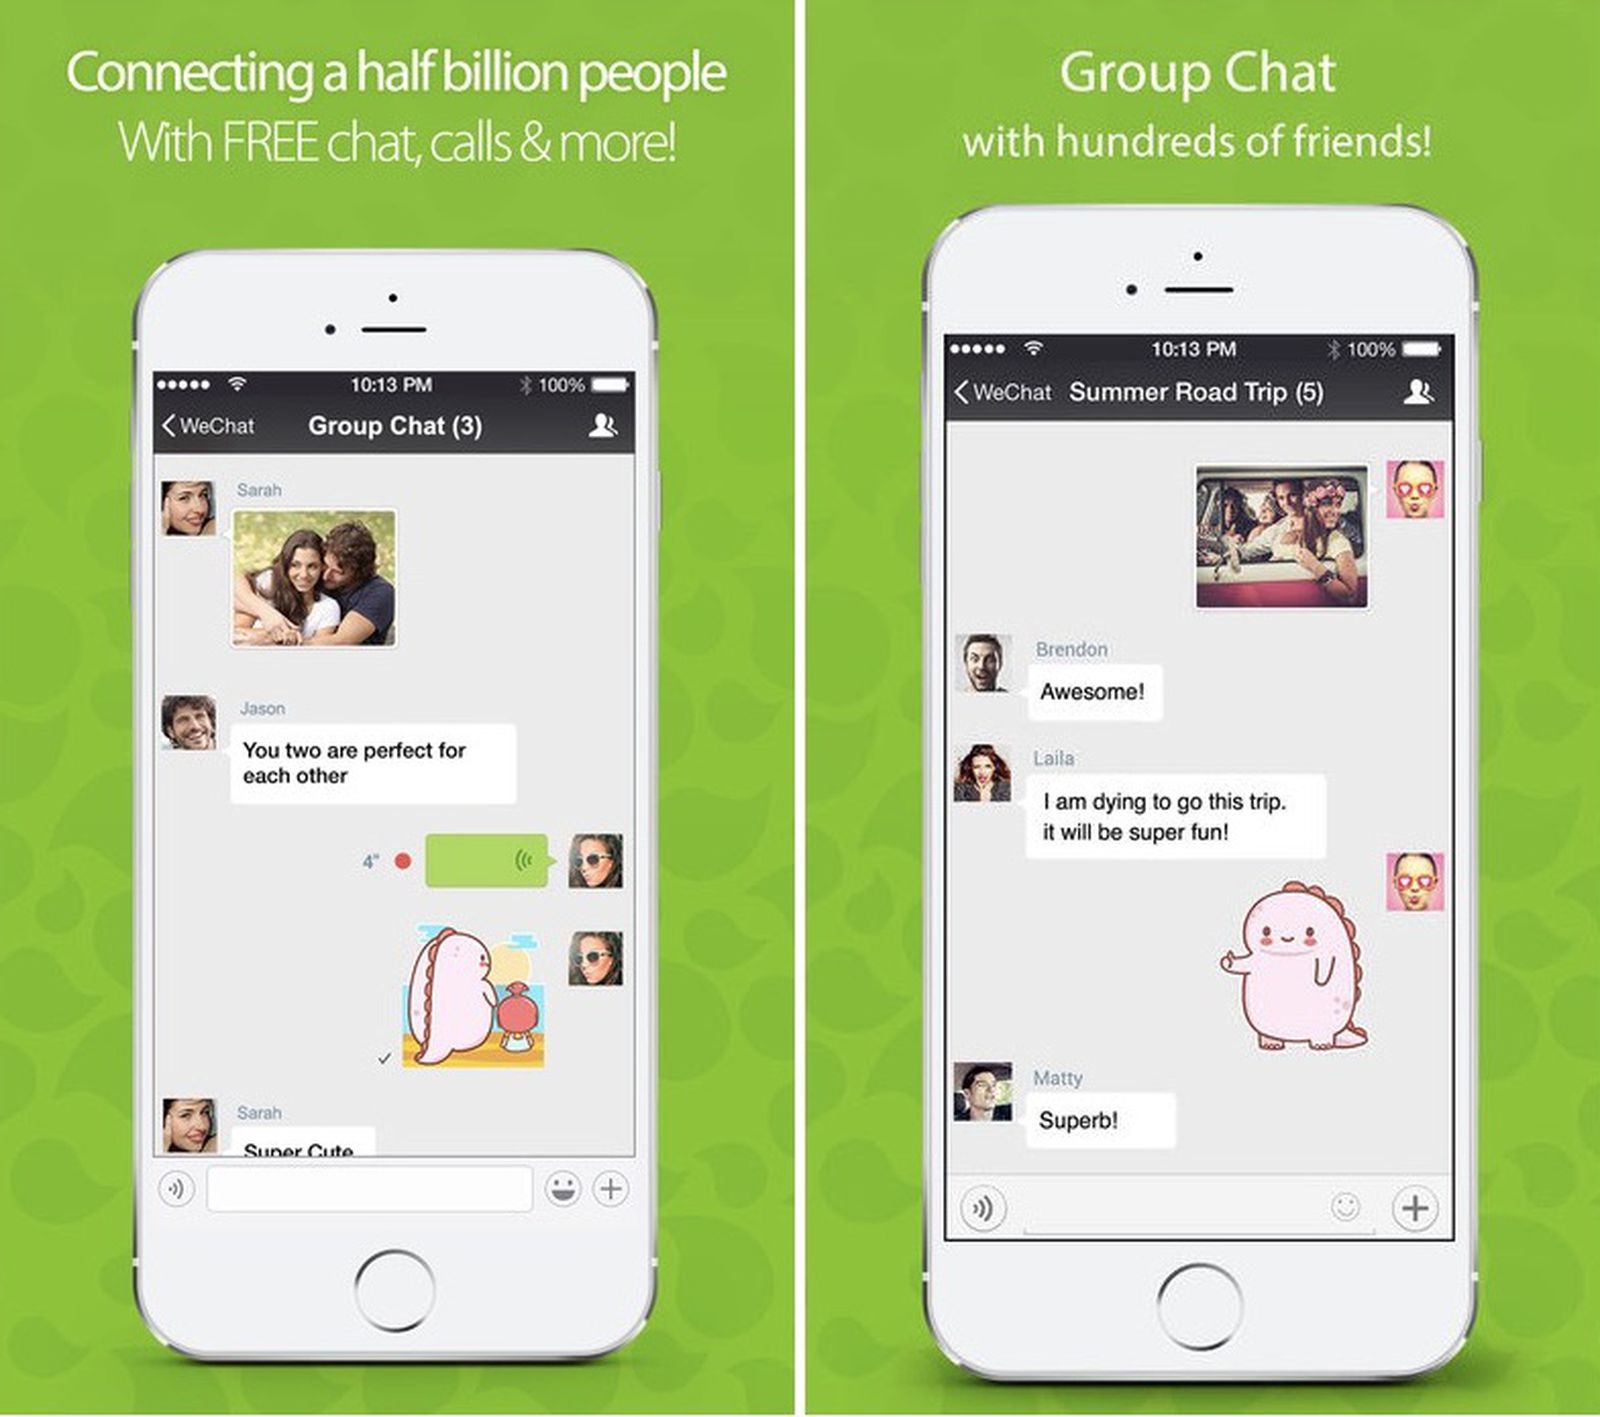 Connecting a half billion people
With FREE chat, calls & more!
10:13 PM 100%
WeChat Group Chat (3)
Sarah
Jason
You two are perfect for
each other
4"
Sarah
Super Cute
Group Chat
with hundreds of friends!
10:13 PM 100%
WeChat Summer Road Trip (5)
Brendon
Awesome!
Laila
I am dying to go this trip.
it will be super fun!
Matty
Superb!